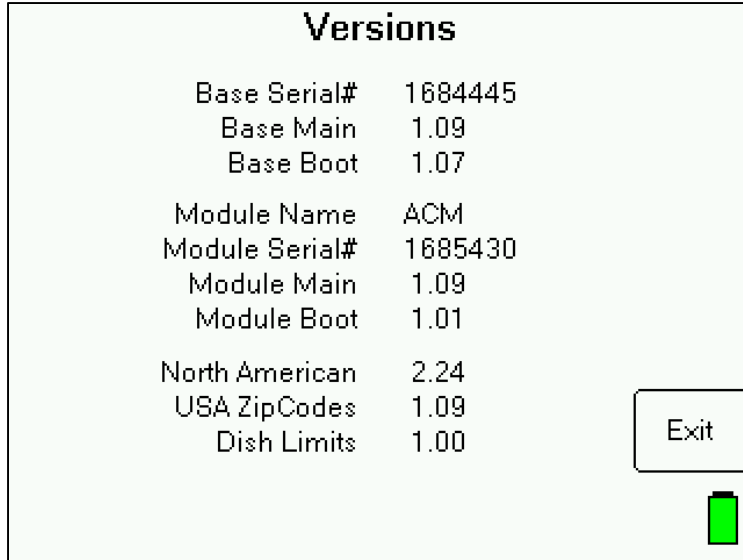 Versions
Base Serial# 1684445
Base Main 1.09
Base Boot 1.07
Module Name ACM
Module Serial# 1685430
Module Main 1.09
Module Boot 1.01
North American 2.24
USA ZipCodes 1.09
Dish Limits 1.00
Exit